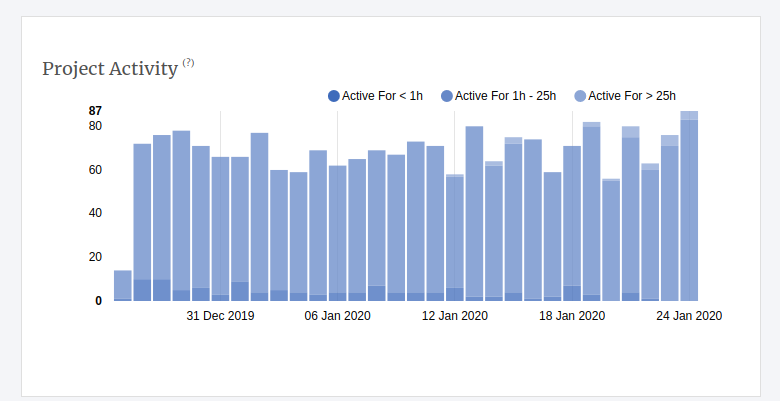 Project Activity (?)
Active For < 1h Active For 1h - 25h Active For > 25h
87
80
60
40
20
0
31 Dec 2019 06 Jan 2020 12 Jan 2020 18 Jan 2020 24 Jan 2020